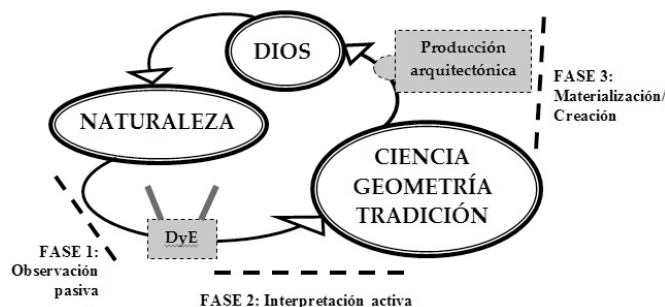 DIOS
Producción
arquitectónica
FASE 3:
Materialización/
Creación
NATURALEZA
CIENCIA
GEOMETRÍA
TRADICIÓN
DyE
FASE 1:
Observación
pasiva
FASE 2: Interpretación activa